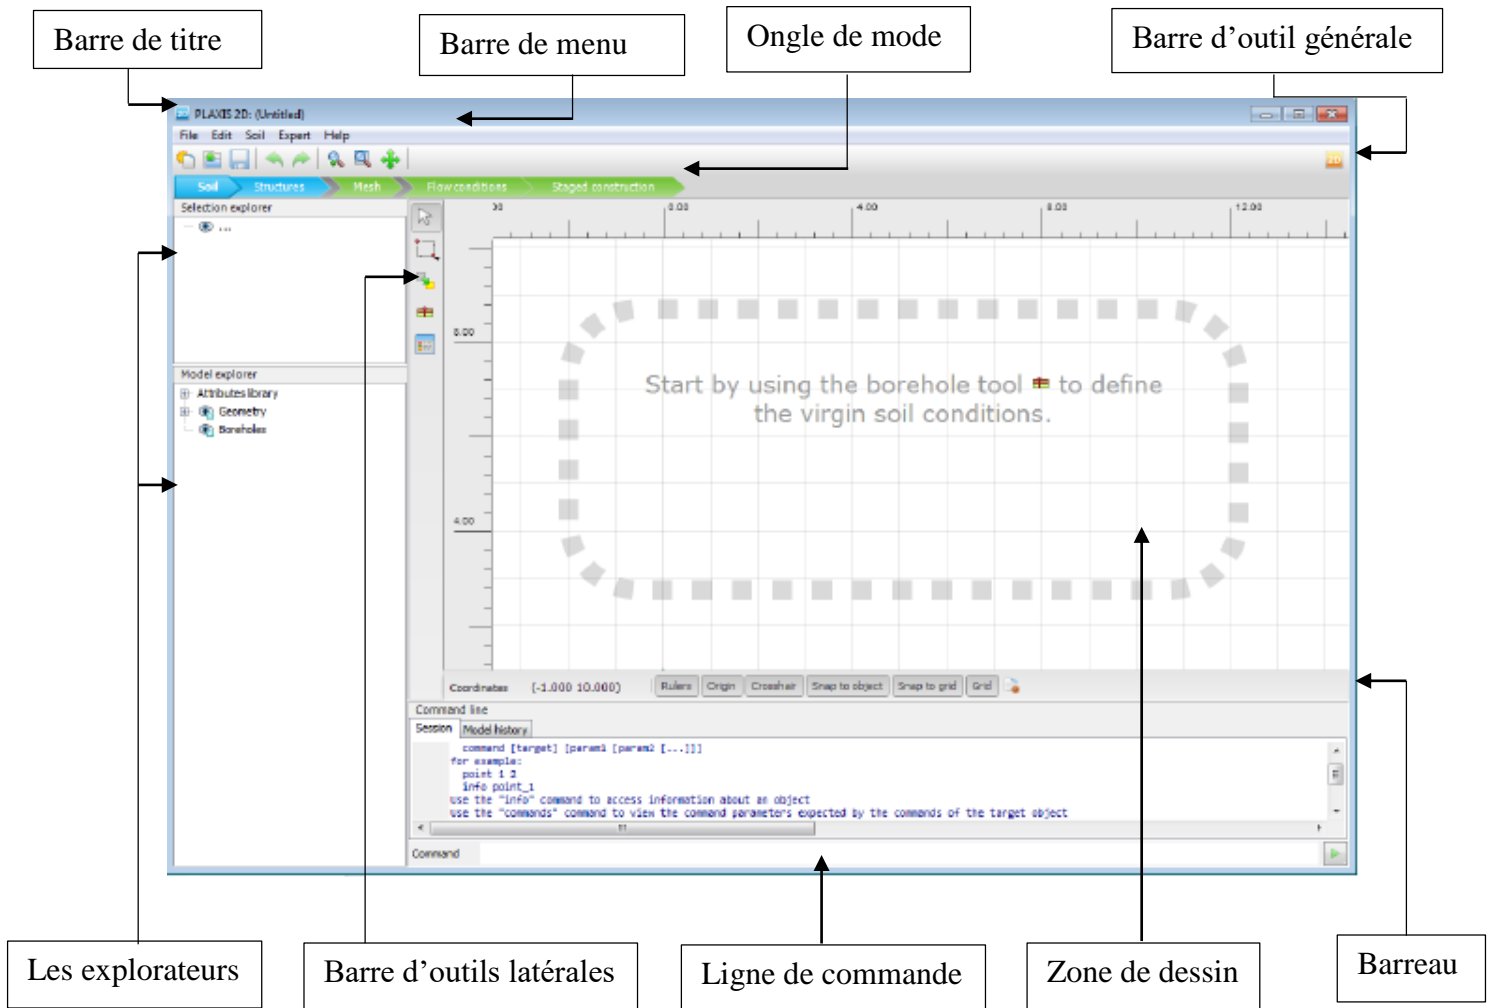 Barre de titre
Barre de menu
Ongle de mode
Barre d’outil générale
PLAXIS 2D: (Untitled)
File Edit Soil Expert Help
2D
Soil Structures Mesh Flow conditions Staged construction
Selection explorer
...
00 0.00 4.00 8.00 12.00
8.00
Start by using the borehole tool to define
the virgin soil conditions.
Model explorer
Attributes library
Geometry
Boreholes
4.00
Coordinates (-1.000 10.000) Rulers Origin Crosshair Snap to object Snap to grid Grid
Command line
Session Model history
command [target] [param1 [param2 [...]]]
for example:
point 1 2
info point_1
Use the "info" command to access information about an object
Use the "commands" command to view the command parameters expected by the commands of the target object
Command
Les explorateurs
Barre d’outils latérales
Ligne de commande
Zone de dessin
Barreau